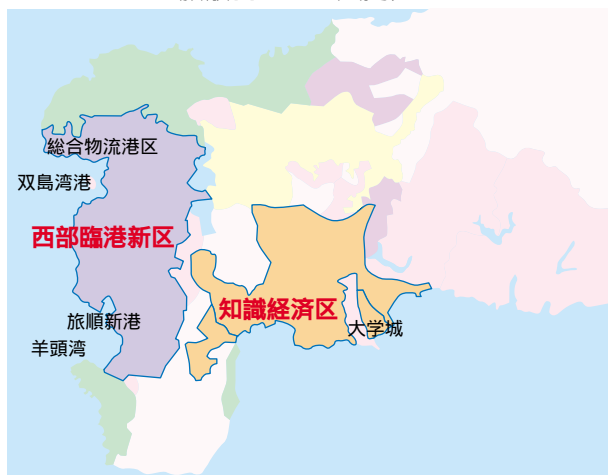 総合物流港区
双島湾港
西部臨港新区
知識経済区
旅順新港
大学城
羊頭湾